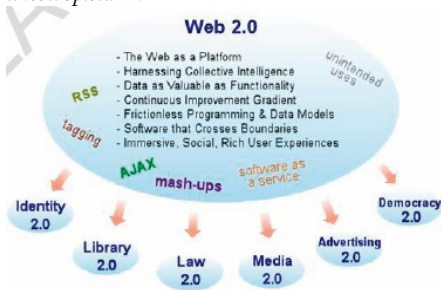 Web 2.0
- The Web as a Platform
- Harnessing Collective Intelligence
- Data as Valuable as Functionality
- Continuous Improvement Gradient
- Frictionless Programming & Data Models
- Software that Crosses Boundaries
- Immersive, Social, Rich User Experiences
unintended
uses
RSS
tagging
AJAX
mash-ups
software as
a service
Identity
2.0
Library
2.0
Law
2.0
Media
2.0
Advertising
2.0
Democracy
2.0